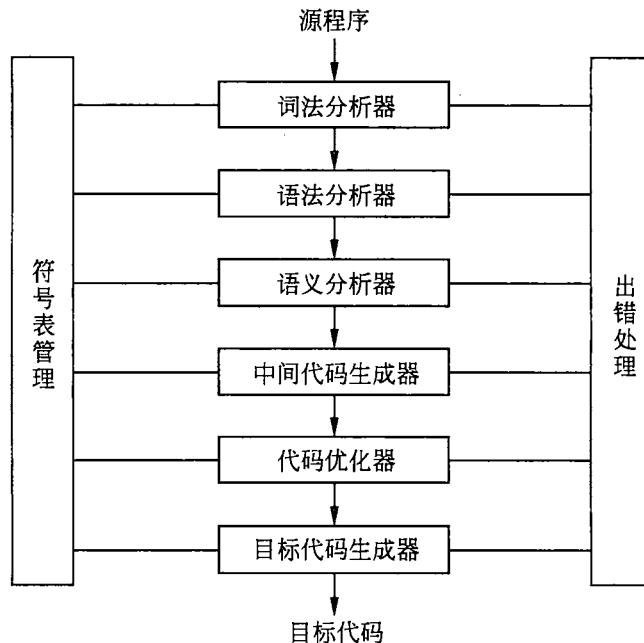 源程序
词法分析器
语法分析器
语义分析器
中间代码生成器
代码优化器
目标代码生成器
目标代码
符号表管理
出错处理